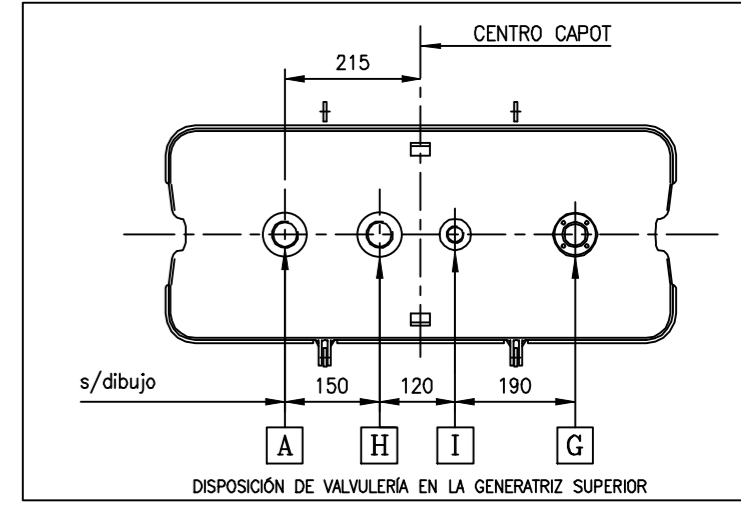 CENTRO CAPOT
215
s/dibujo
150
120
190
A
H
I
G
DISPOSICIÓN DE VALVULERÍA EN LA GENERATRIZ SUPERIOR